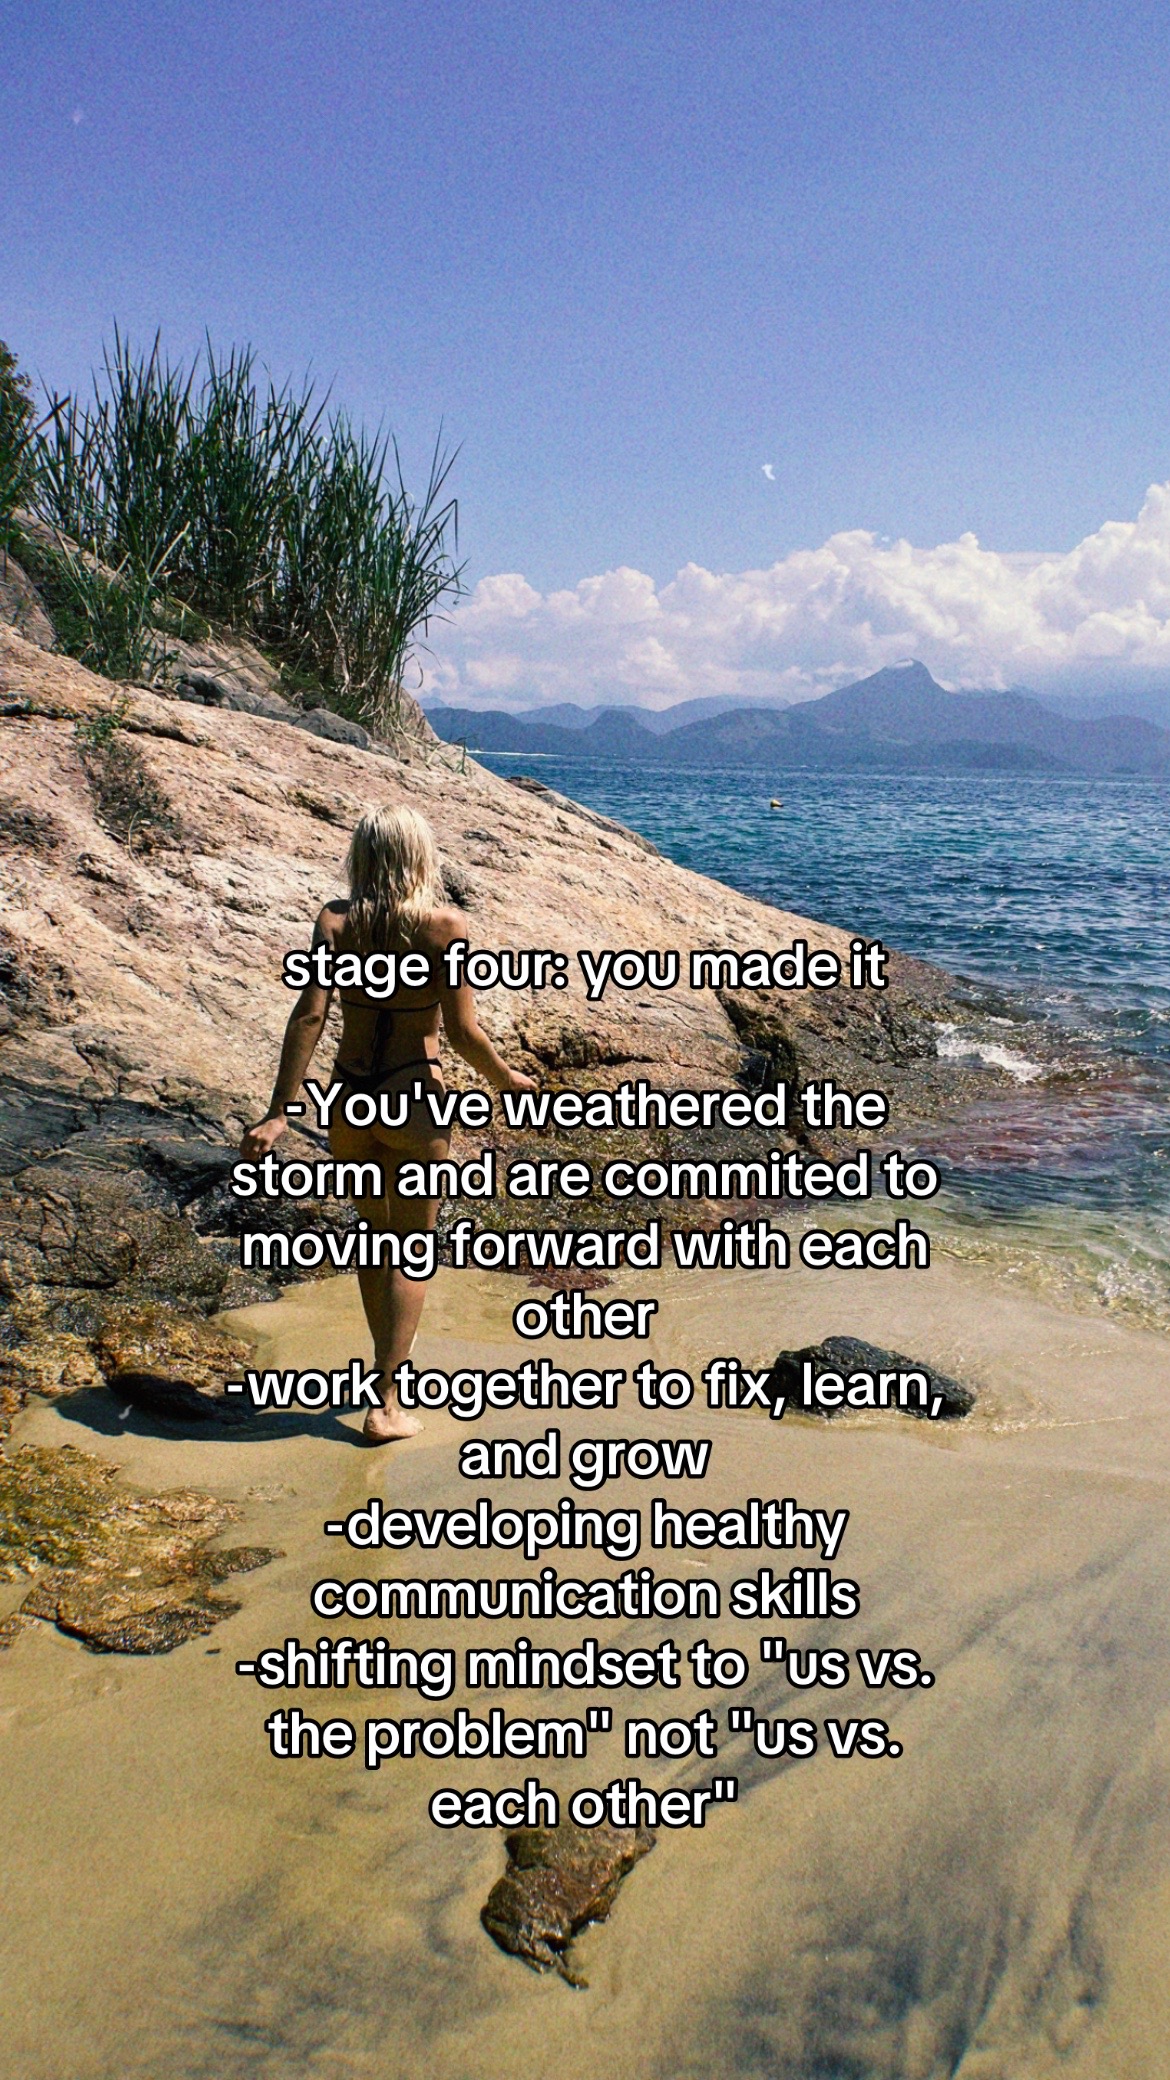 stage four: you made it
-You've weathered the
storm and are commited to
moving forward with each
other
-work together to fix, learn,
and grow
-developing healthy
communication skills
-shifting mindset to "us vs.
the problem" not "us vs.
each other"